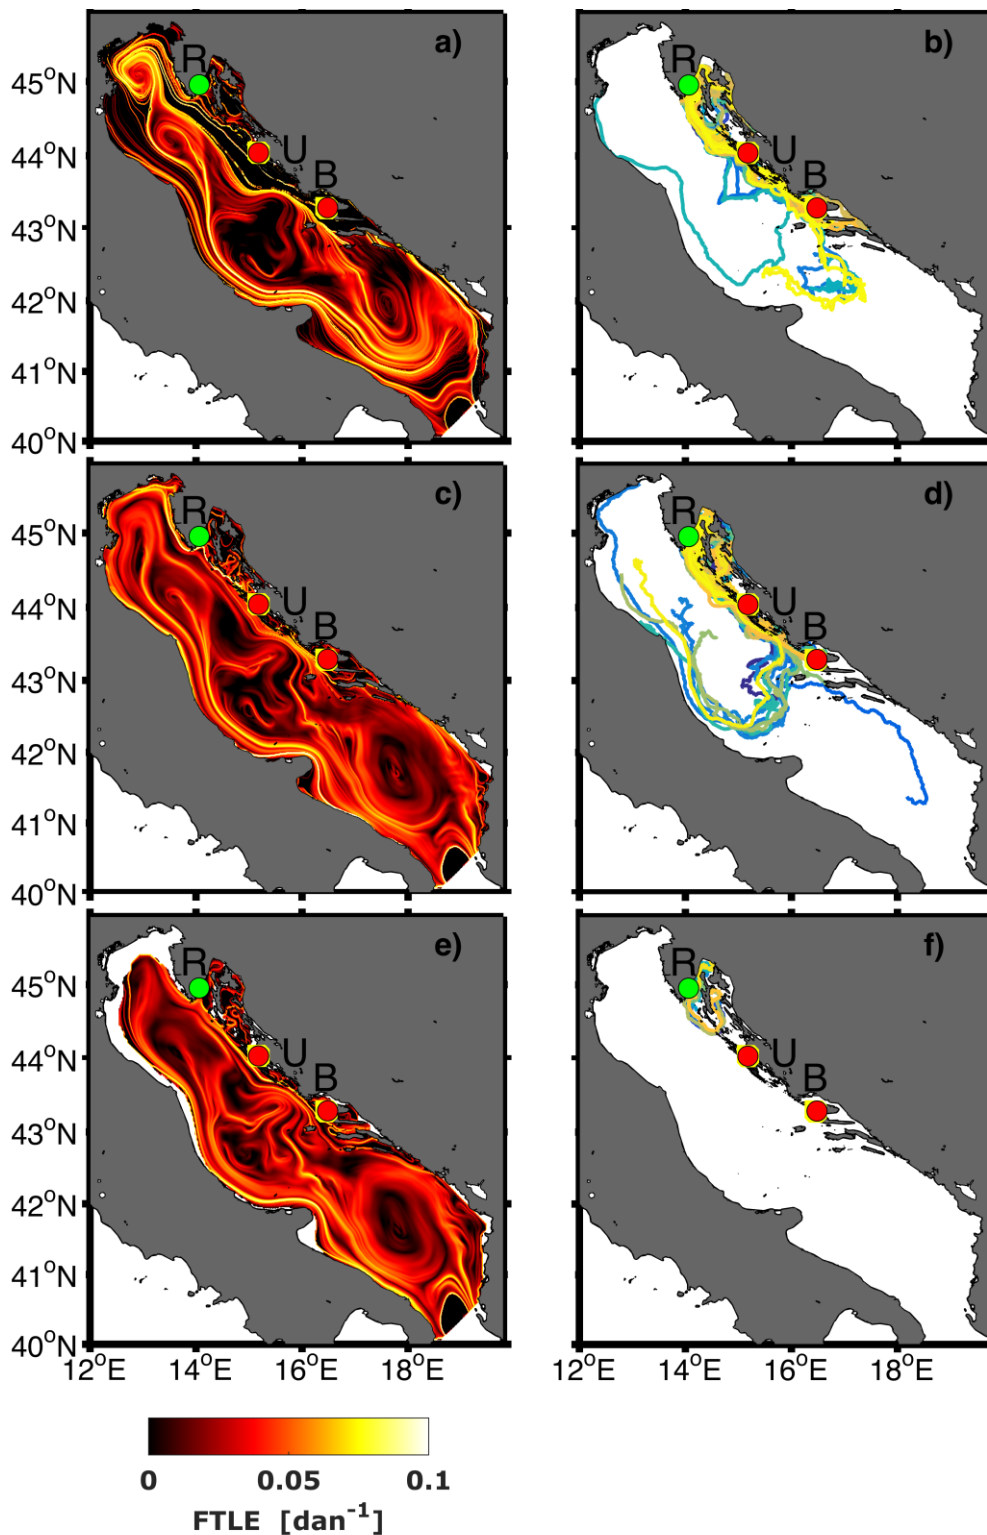 a) b)
45°N R R
44°N U U
B B
43°N
42°N
41°N
40°N
c) d)
45°N R R
44°N U U
B B
43°N
42°N
41°N
40°N
e) f)
45°N R R
44°N U U
B B
43°N
42°N
41°N
40°N
12°E 14°E 16°E 18°E 12°E 14°E 16°E 18°E
0 0.05 0.1
FTLE [dan⁻¹]